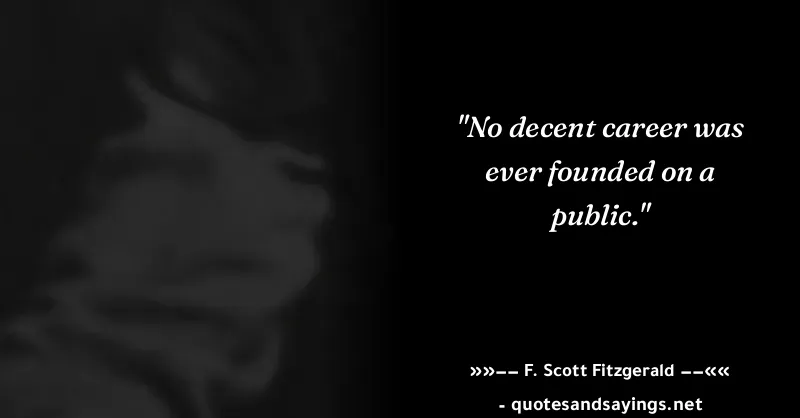 "No decent career was
ever founded on a
public."
»»–– F. Scott Fitzgerald ––««
- quotesandsayings.net